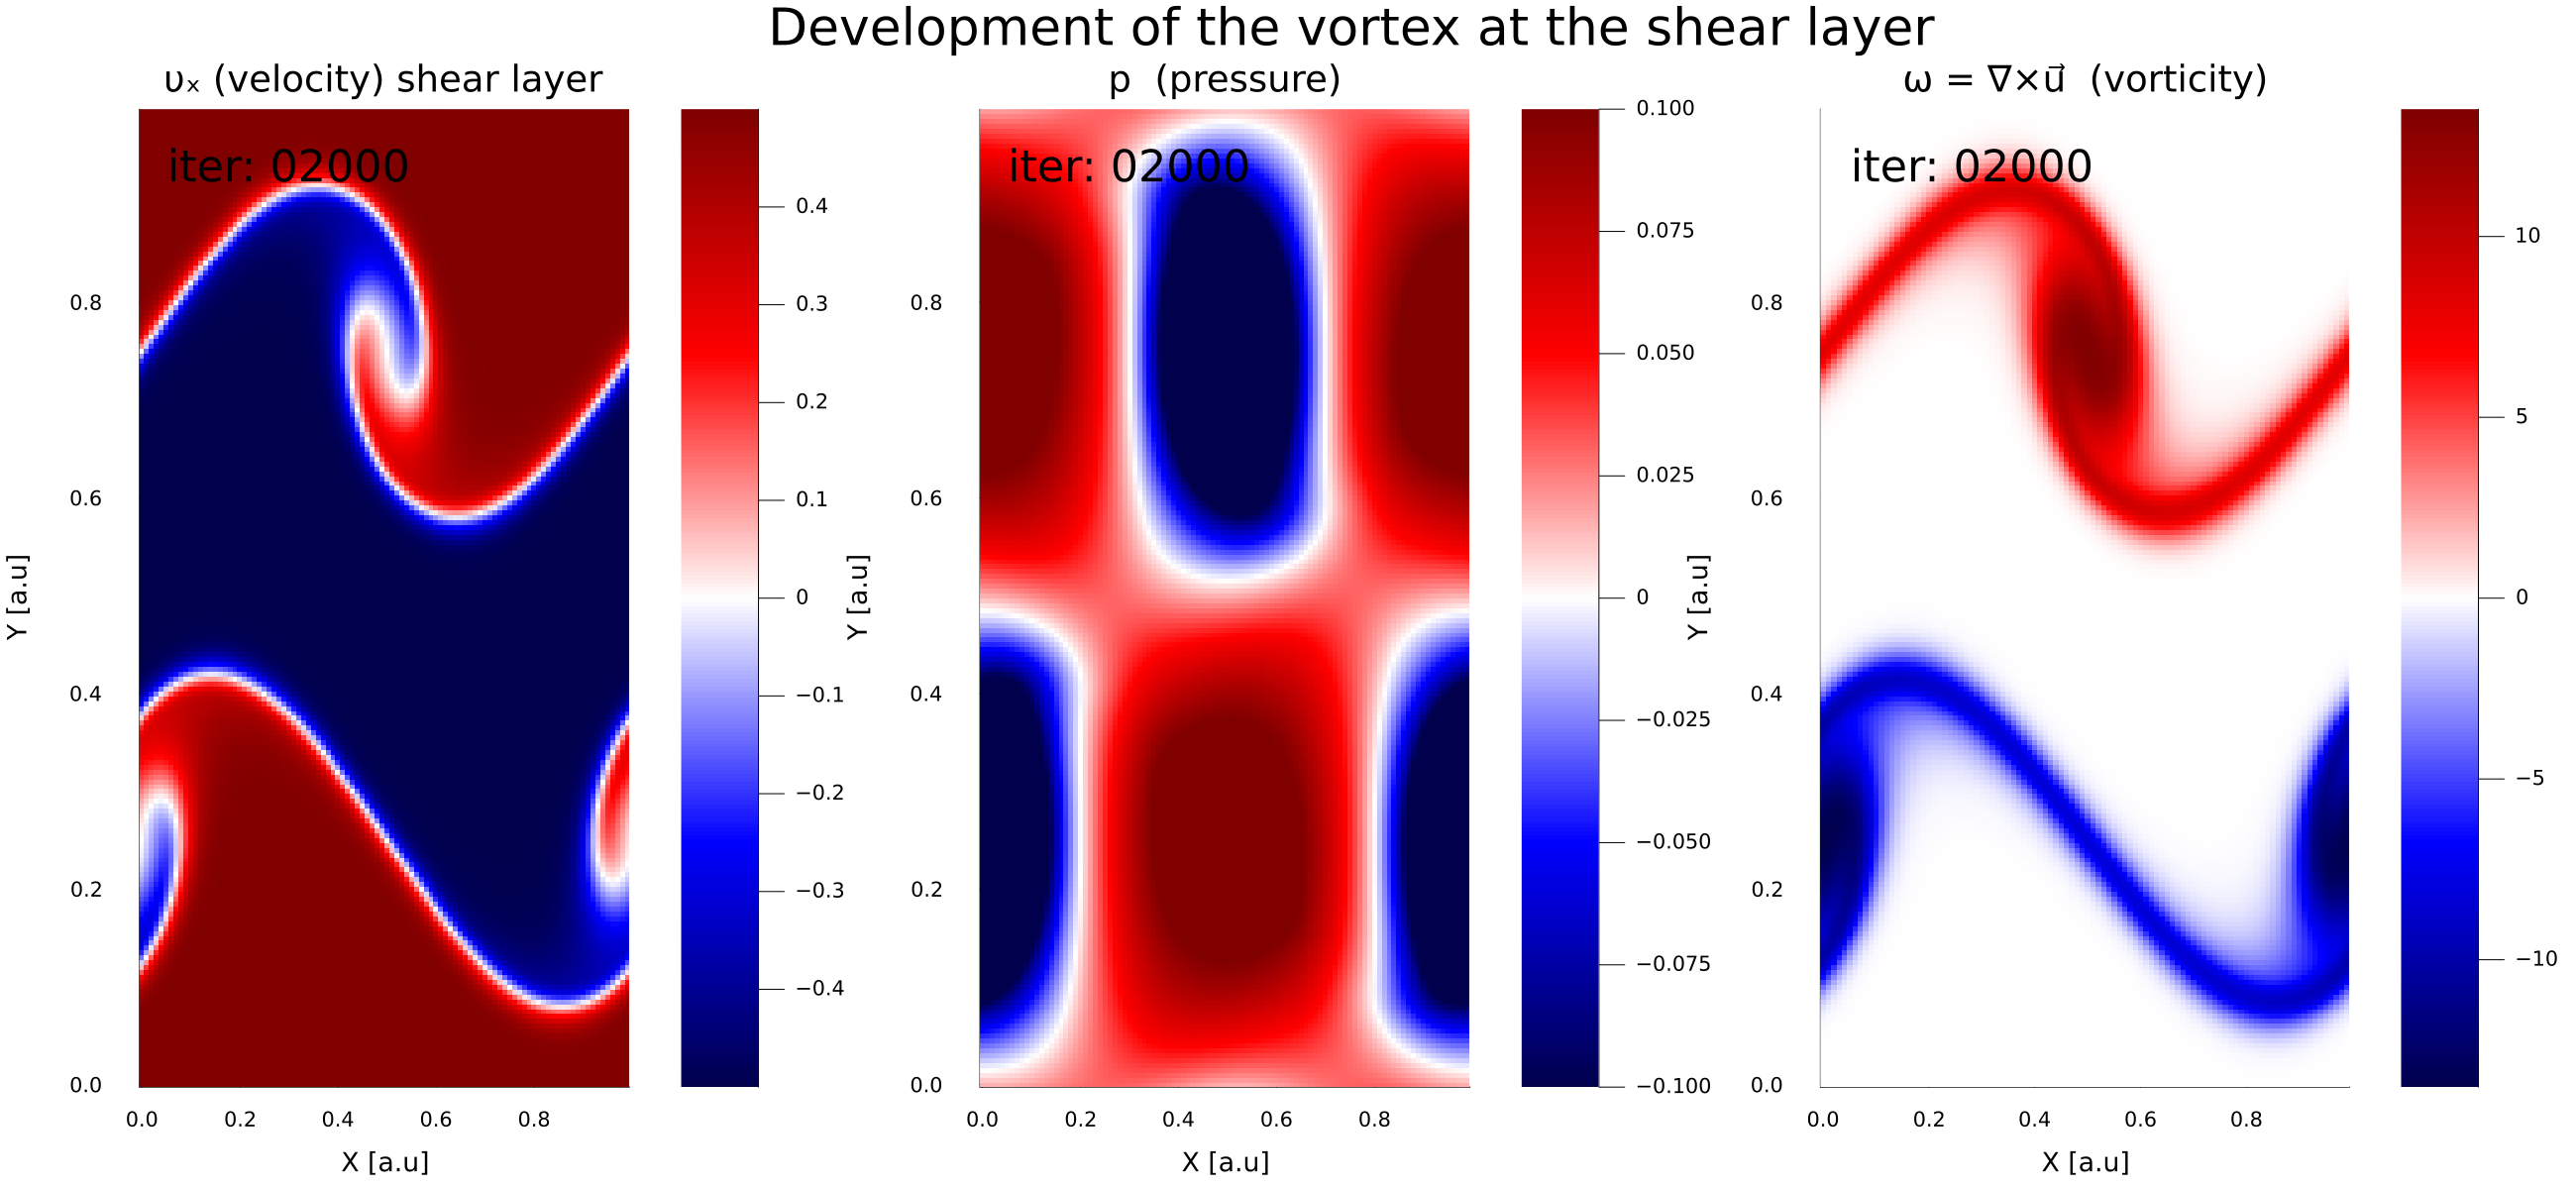 Development of the vortex at the shear layer
υₓ (velocity) shear layer
iter: 02000
Y [a.u]
0.8
0.6
0.4
0.2
0.0
0.0 0.2 0.4 0.6 0.8
X [a.u]
0.4
0.3
0.2
0.1
0
−0.1
−0.2
−0.3
−0.4
p (pressure)
iter: 02000
Y [a.u]
0.8
0.6
0.4
0.2
0.0
0.0 0.2 0.4 0.6 0.8
X [a.u]
0.100
0.075
0.050
0.025
0
−0.025
−0.050
−0.075
−0.100
ω = ∇×u⃗ (vorticity)
iter: 02000
Y [a.u]
0.8
0.6
0.4
0.2
0.0
0.0 0.2 0.4 0.6 0.8
X [a.u]
10
5
0
−5
−10